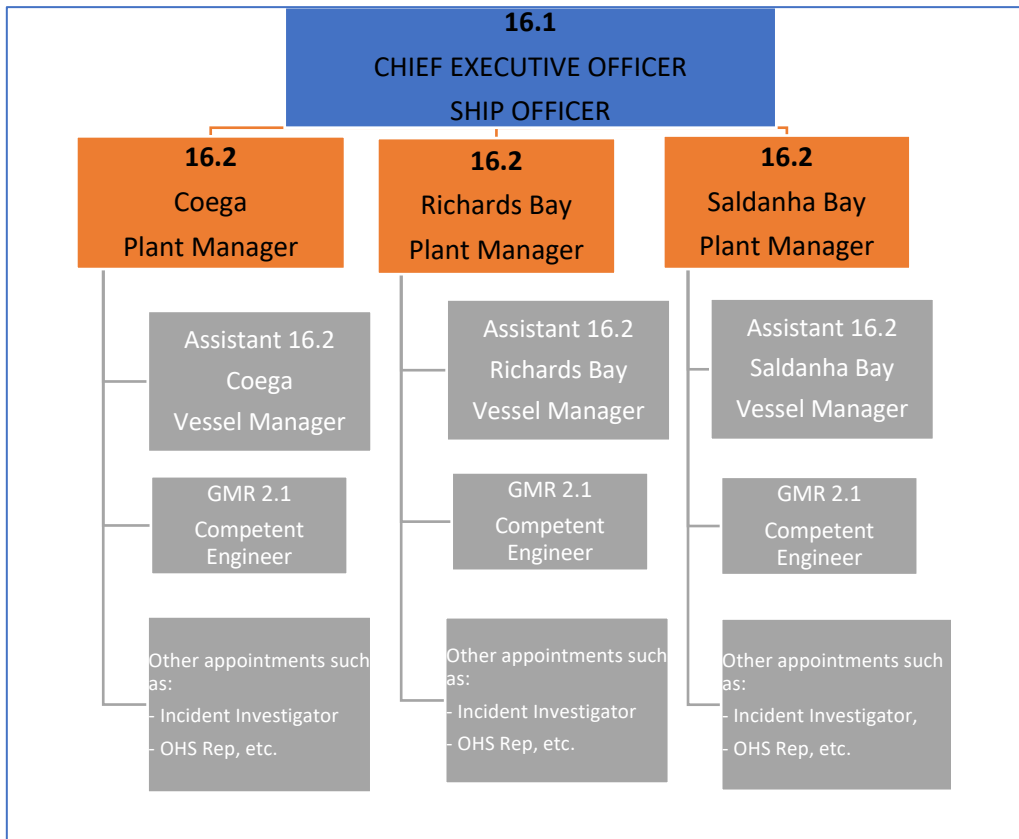 16.1
CHIEF EXECUTIVE OFFICER
SHIP OFFICER
16.2
Coega
Plant Manager
Assistant 16.2
Coega
Vessel Manager
GMR 2.1
Competent
Engineer
Other appointments such
as:
- Incident Investigator
- OHS Rep, etc.
16.2
Richards Bay
Plant Manager
Assistant 16.2
Richards Bay
Vessel Manager
GMR 2.1
Competent
Engineer
Other appointments such
as:
- Incident Investigator
- OHS Rep, etc.
16.2
Saldanha Bay
Plant Manager
Assistant 16.2
Saldanha Bay
Vessel Manager
GMR 2.1
Competent
Engineer
Other appointments such
as:
- Incident Investigator,
- OHS Rep, etc.